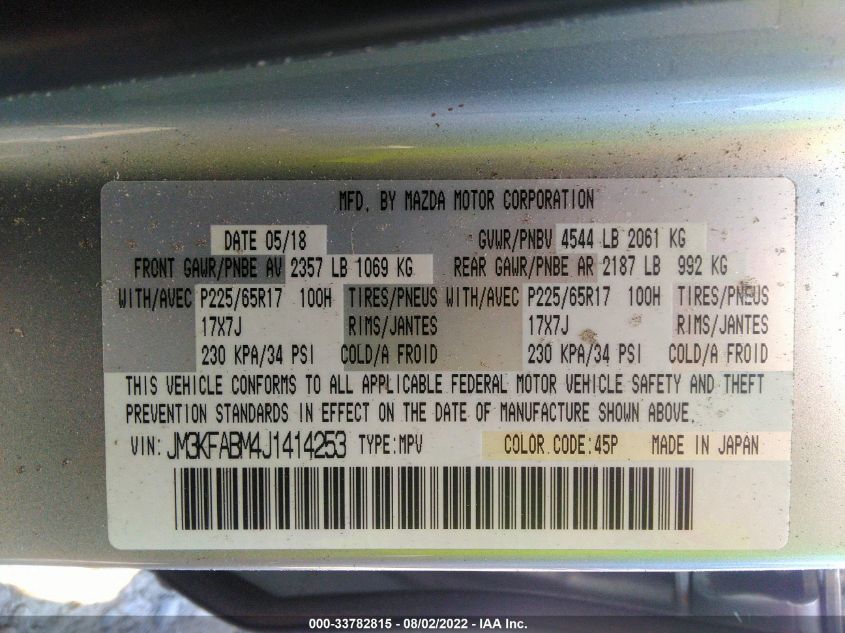 MFD. BY MAZDA MOTOR CORPORATION
DATE 05/18 GVWR/PNBV 4544 LB 2061 KG
FRONT GAWR/PNBE AV 2357 LB 1069 KG REAR GAWR/PNBE AR 2187 LB 992 KG
WITH/AVEC P225/65R17 100H TIRES/PNEUS WITH/AVEC P225/65R17 100H TIRES/PNEUS
17X7J RIMS/JANTES 17X7J RIMS/JANTES
230 KPA/34 PSI COLD/A FROID 230 KPA/34 PSI COLD/A FROID
THIS VEHICLE CONFORMS TO ALL APPLICABLE FEDERAL MOTOR VEHICLE SAFETY AND THEFT
PREVENTION STANDARDS IN EFFECT ON THE DATE OF MANUFACTURE SHOWN ABOVE.
VIN: JM3KFABM4J1414253 TYPE:MPV COLOR CODE:45P MADE IN JAPAN
000-33782815 - 08/02/2022 - IAA Inc.